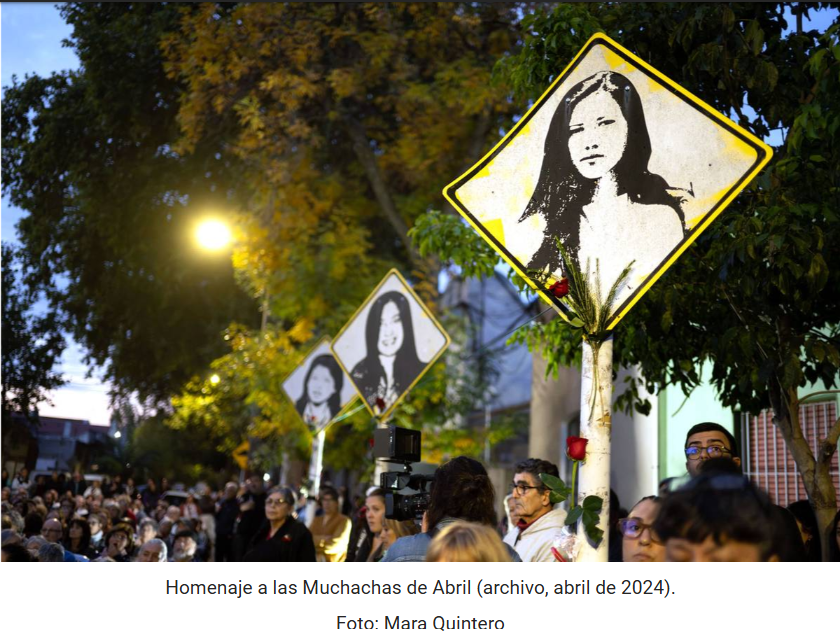 Homenaje a las Muchachas de Abril (archivo, abril de 2024).
Foto: Mara Quintero